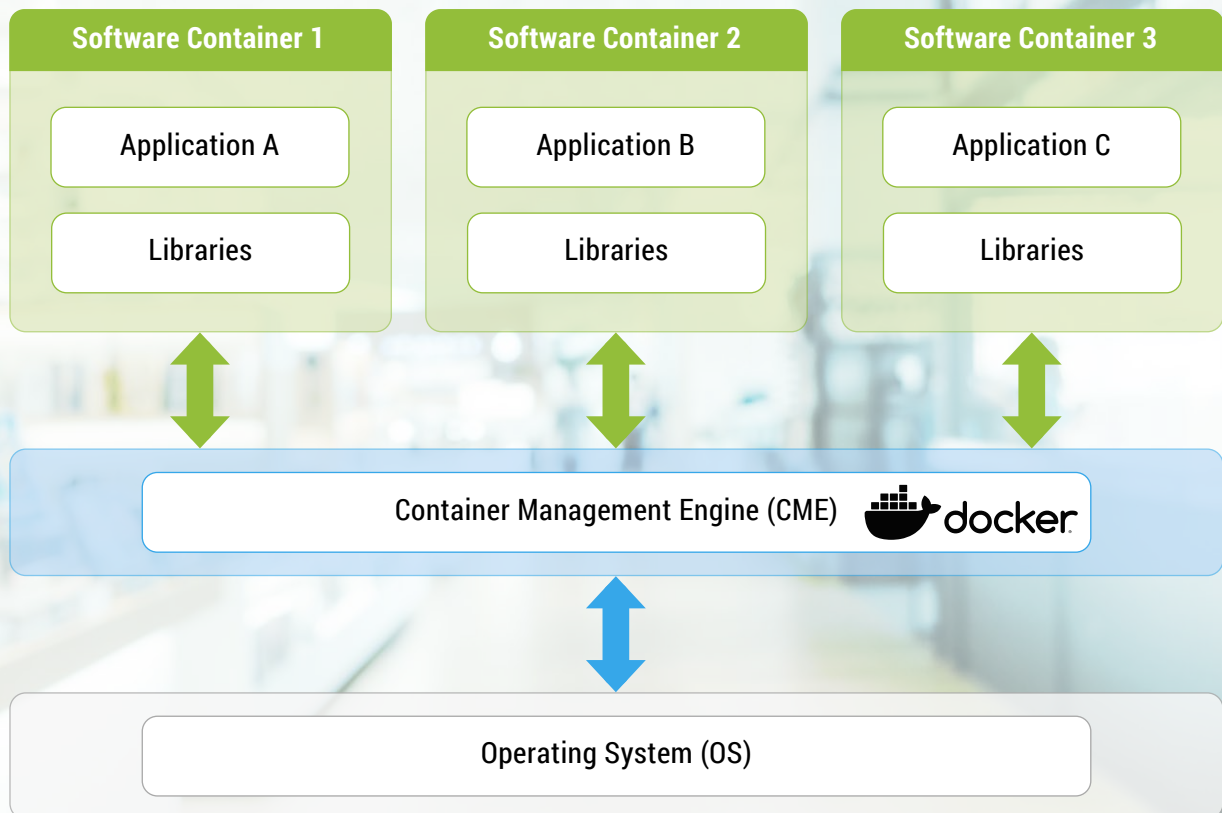 Software Container 1
Software Container 2
Software Container 3
Application A
Application B
Application C
Libraries
Libraries
Libraries
Container Management Engine (CME)
docker
Operating System (OS)